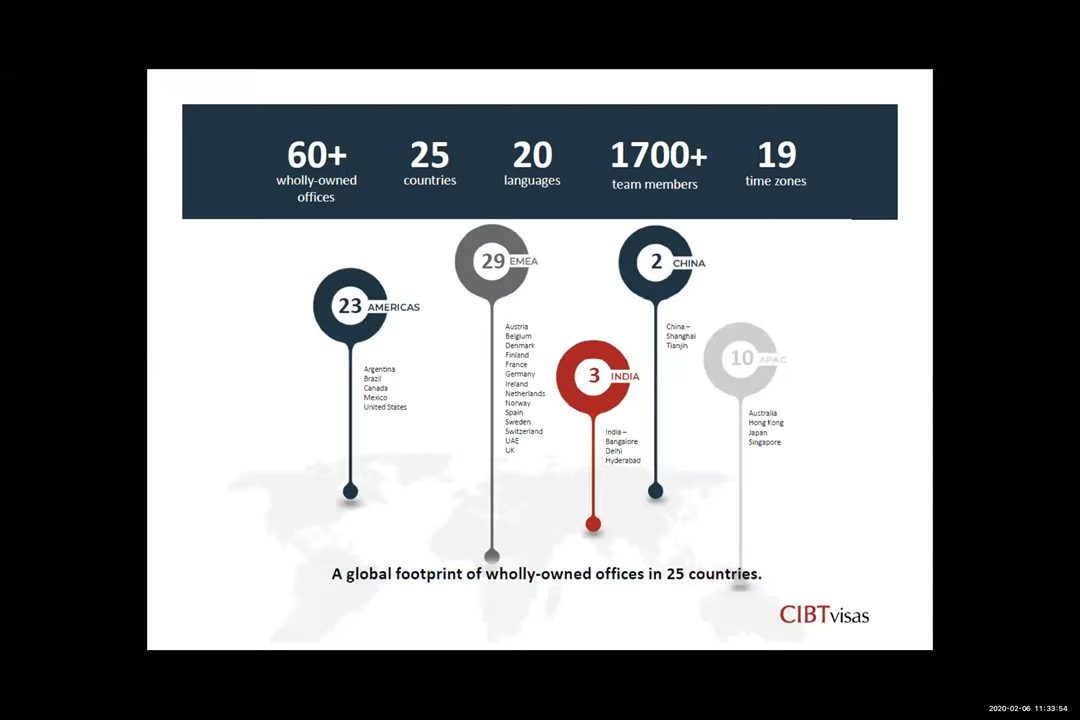 60+
wholly-owned
offices
25
countries
20
languages
1700+
team members
19
time zones
23 AMERICAS
Argentina
Brazil
Canada
Mexico
United States
29 EMEA
Austria
Belgium
Denmark
Finland
France
Germany
Ireland
Netherlands
Norway
Spain
Sweden
Switzerland
UAE
UK
3 INDIA
India –
Bangalore
Delhi
Hyderabad
2 CHINA
China –
Shanghai
Tianjin
10 APAC
Australia
Hong Kong
Japan
Singapore
A global footprint of wholly-owned offices in 25 countries.
CIBTvisas
2020-02-06 11:33:54